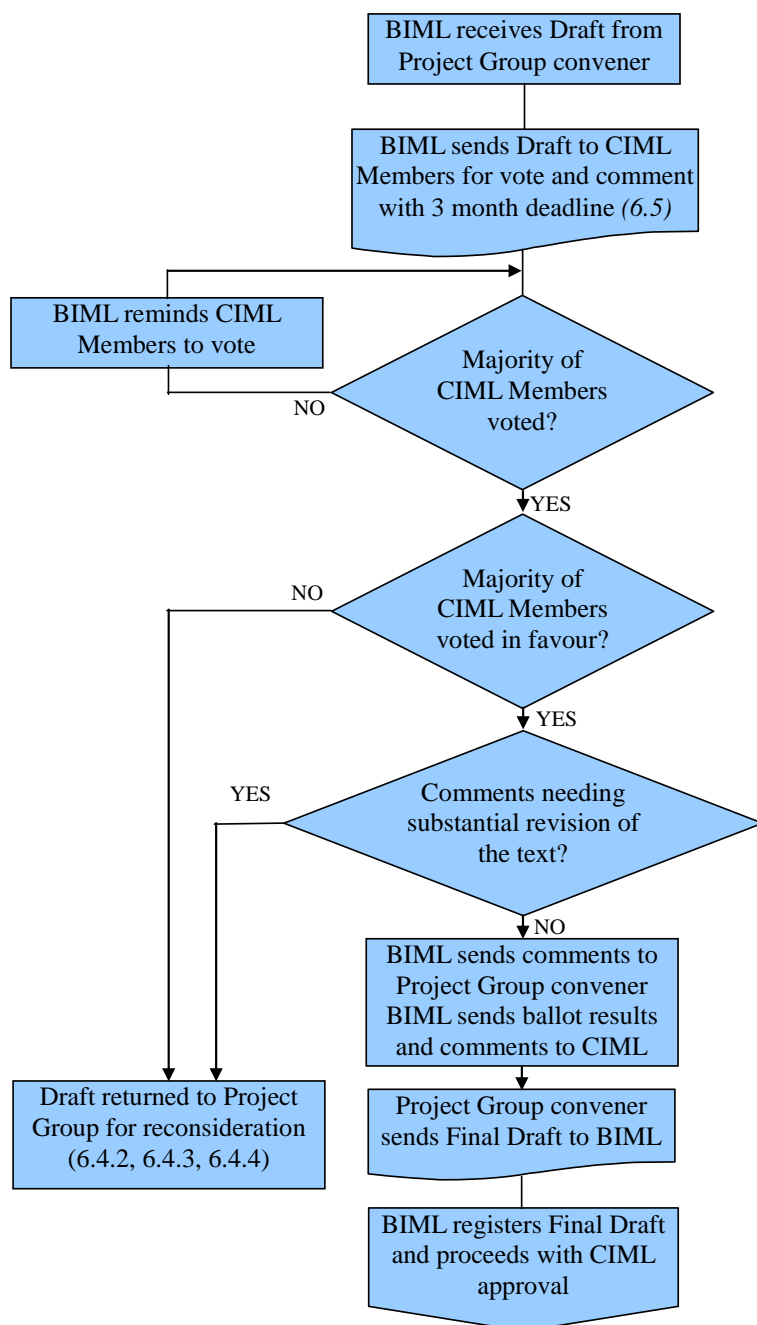 BIML receives Draft from
Project Group convener
BIML sends Draft to CIML
Members for vote and comment
with 3 month deadline (6.5)
BIML reminds CIML
Members to vote
Majority of
CIML Members
voted?
NO
YES
Majority of
CIML Members
voted in favour?
NO
YES
Comments needing
substantial revision of
the text?
YES
NO
BIML sends comments to
Project Group convener
BIML sends ballot results
and comments to CIML
Draft returned to Project
Group for reconsideration
(6.4.2, 6.4.3, 6.4.4)
Project Group convener
sends Final Draft to BIML
BIML registers Final Draft
and proceeds with CIML
approval